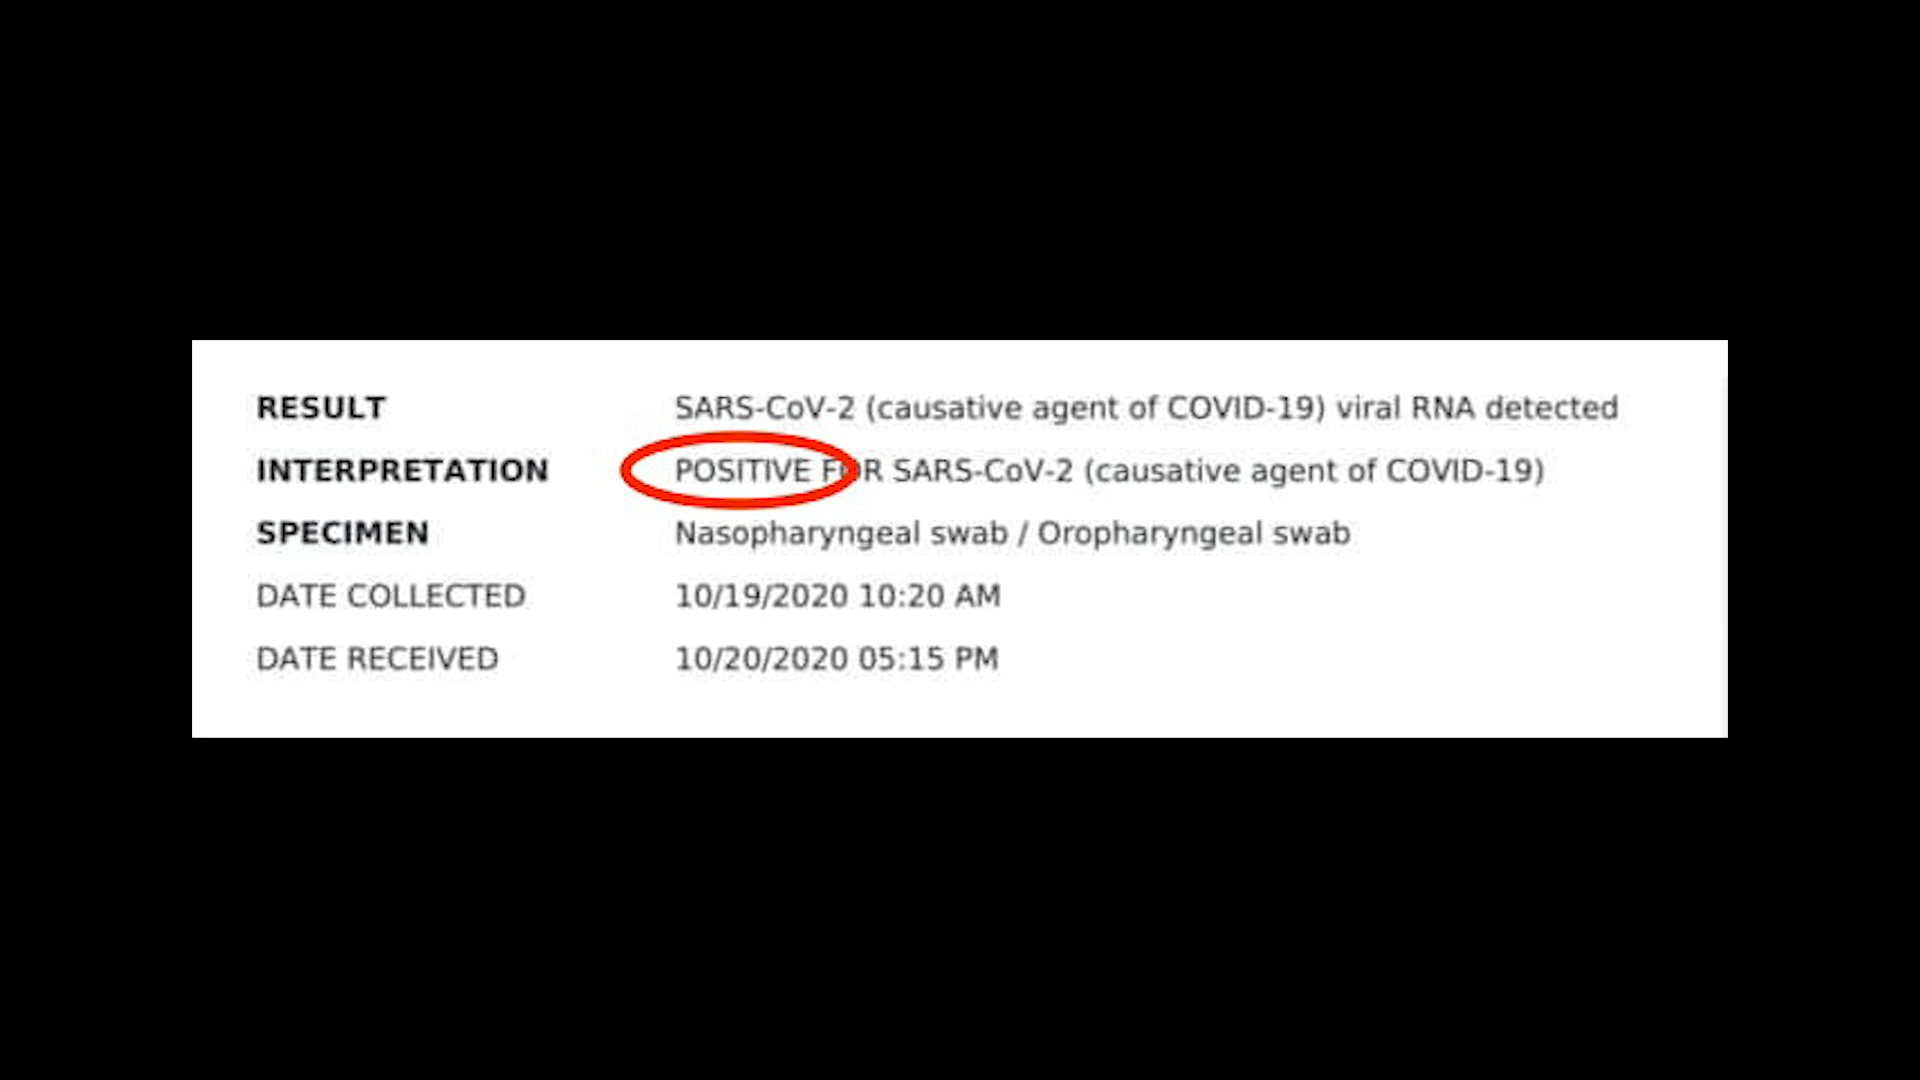 RESULT SARS-CoV-2 (causative agent of COVID-19) viral RNA detected
INTERPRETATION POSITIVE FOR SARS-CoV-2 (causative agent of COVID-19)
SPECIMEN Nasopharyngeal swab / Oropharyngeal swab
DATE COLLECTED 10/19/2020 10:20 AM
DATE RECEIVED 10/20/2020 05:15 PM